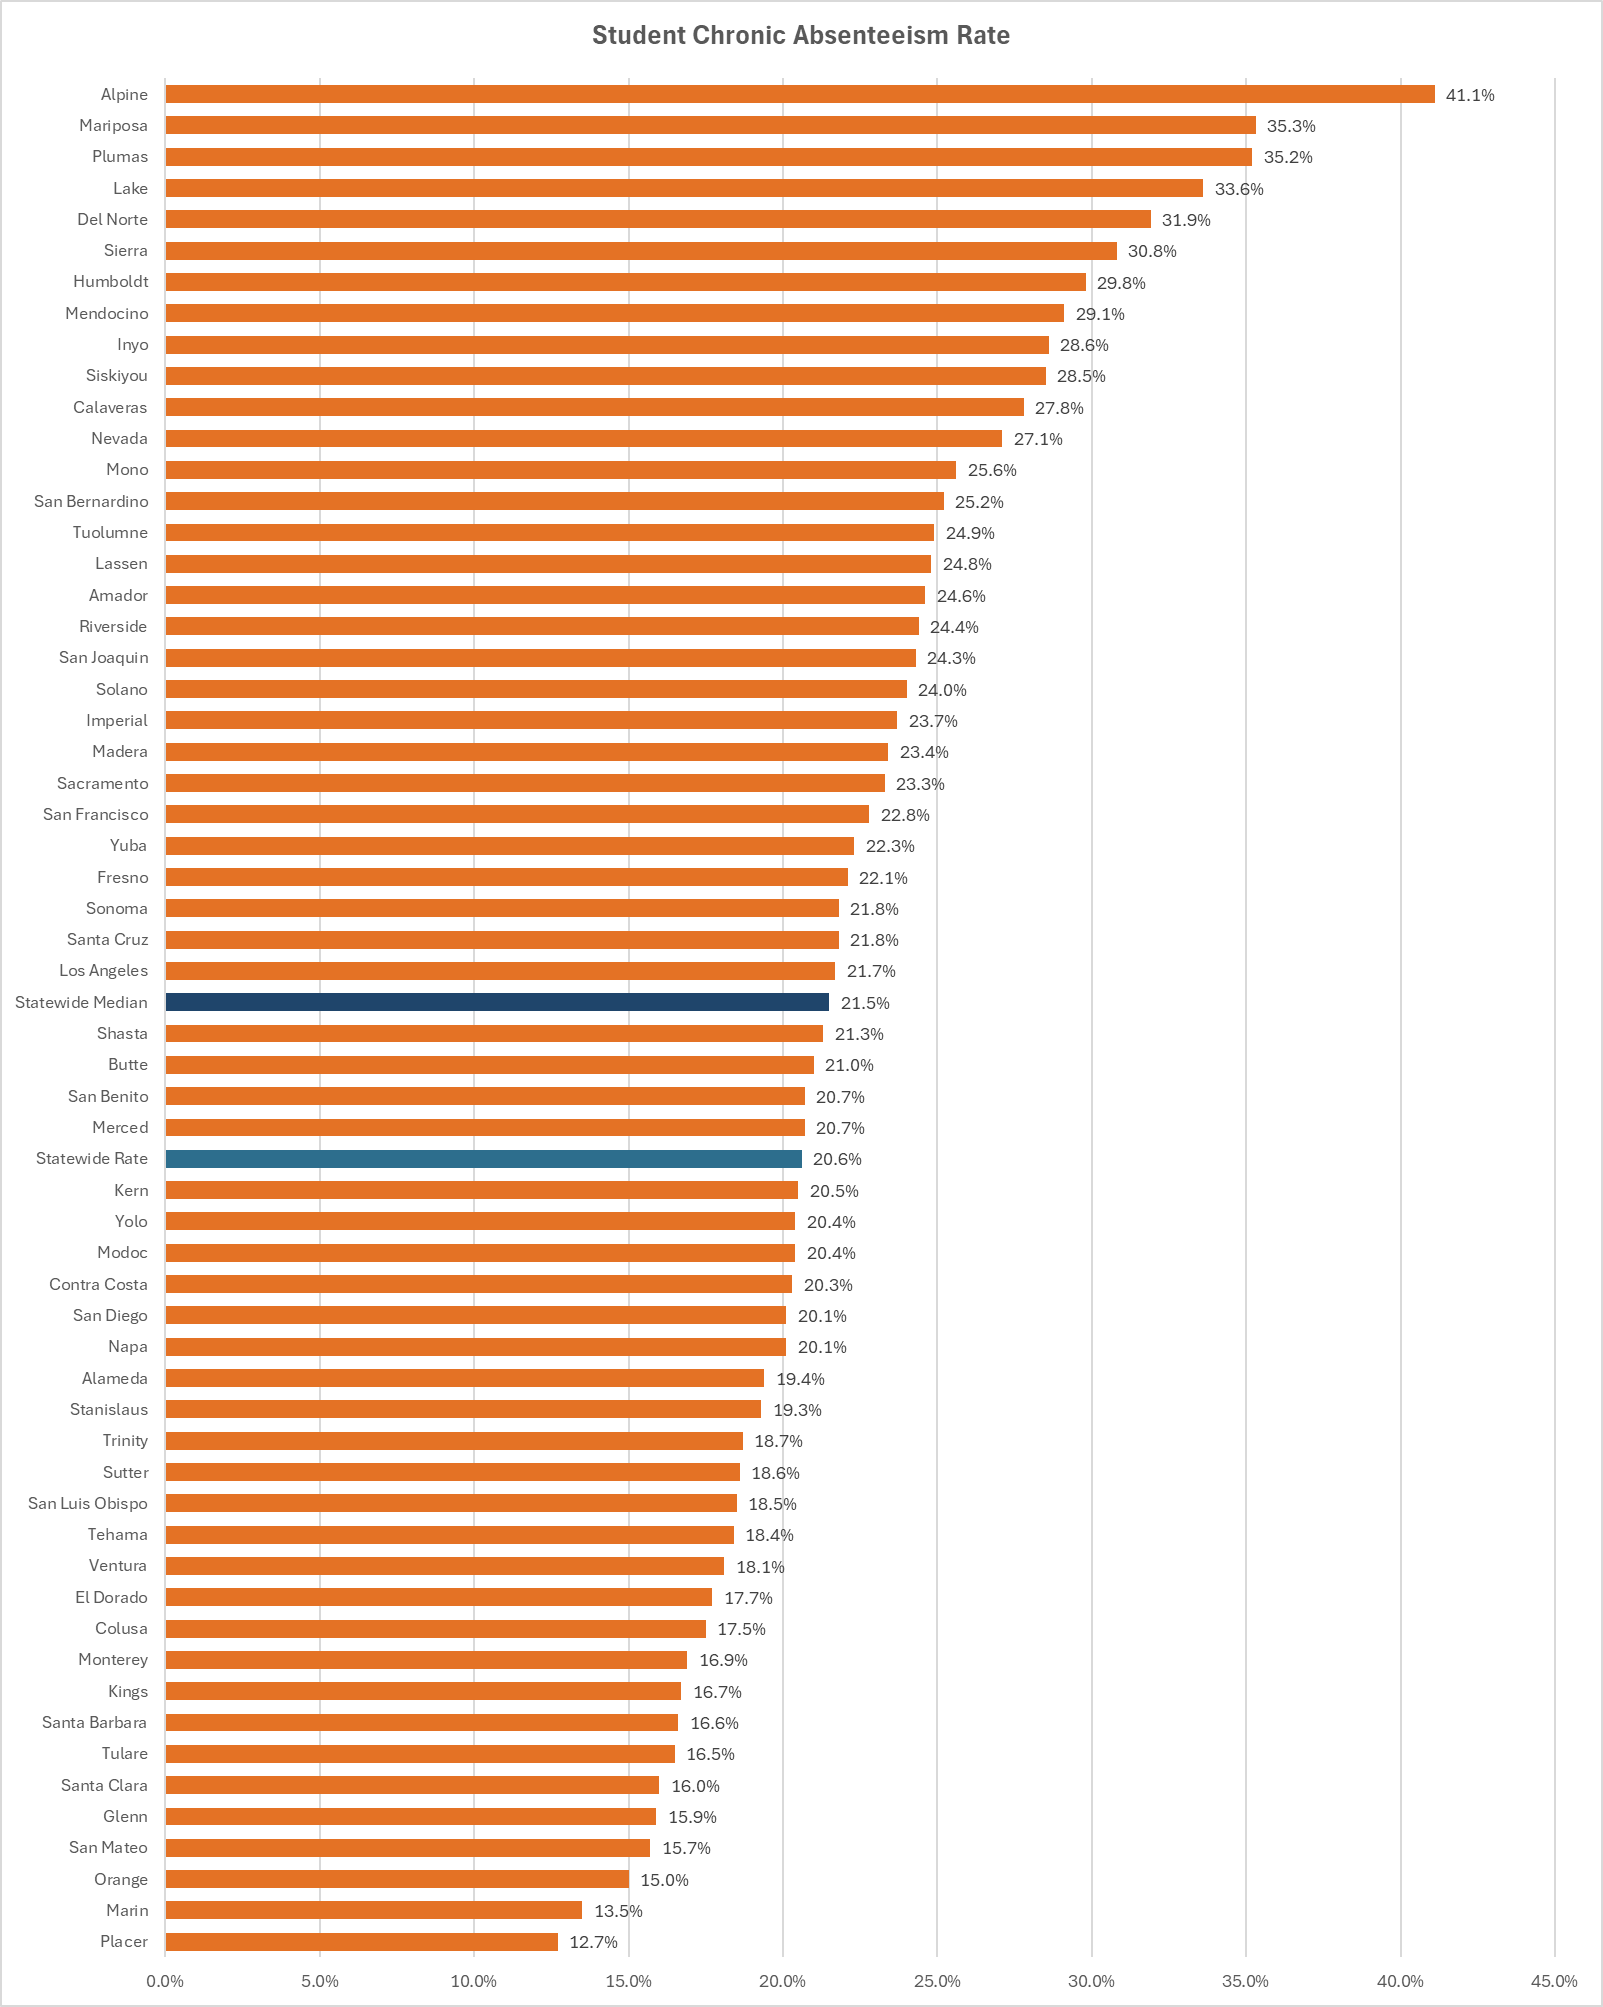 Student Chronic Absenteeism Rate
Alpine 41.1%
Mariposa 35.3%
Plumas 35.2%
Lake 33.6%
Del Norte 31.9%
Sierra 30.8%
Humboldt 29.8%
Mendocino 29.1%
Inyo 28.6%
Siskiyou 28.5%
Calaveras 27.8%
Nevada 27.1%
Mono 25.6%
San Bernardino 25.2%
Tuolumne 24.9%
Lassen 24.8%
Amador 24.6%
Riverside 24.4%
San Joaquin 24.3%
Solano 24.0%
Imperial 23.7%
Madera 23.4%
Sacramento 23.3%
San Francisco 22.8%
Yuba 22.3%
Fresno 22.1%
Sonoma 21.8%
Santa Cruz 21.8%
Los Angeles 21.7%
Statewide Median 21.5%
Shasta 21.3%
Butte 21.0%
San Benito 20.7%
Merced 20.7%
Statewide Rate 20.6%
Kern 20.5%
Yolo 20.4%
Modoc 20.4%
Contra Costa 20.3%
San Diego 20.1%
Napa 20.1%
Alameda 19.4%
Stanislaus 19.3%
Trinity 18.7%
Sutter 18.6%
San Luis Obispo 18.5%
Tehama 18.4%
Ventura 18.1%
El Dorado 17.7%
Colusa 17.5%
Monterey 16.9%
Kings 16.7%
Santa Barbara 16.6%
Tulare 16.5%
Santa Clara 16.0%
Glenn 15.9%
San Mateo 15.7%
Orange 15.0%
Marin 13.5%
Placer 12.7%
0.0% 5.0% 10.0% 15.0% 20.0% 25.0% 30.0% 35.0% 40.0% 45.0%